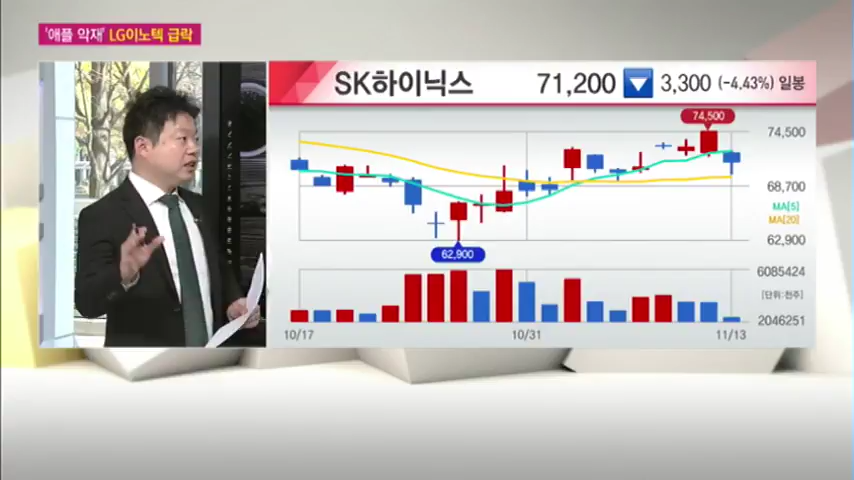 '애플 악재' LG이노텍 급락
SK하이닉스 71,200 ▼ 3,300 (-4.43%) 일봉
74,500
74,500
68,700
MA[5]
MA[20]
62,900
62,900
6085424
[단위:천주]
2046251
10/17 10/31 11/13